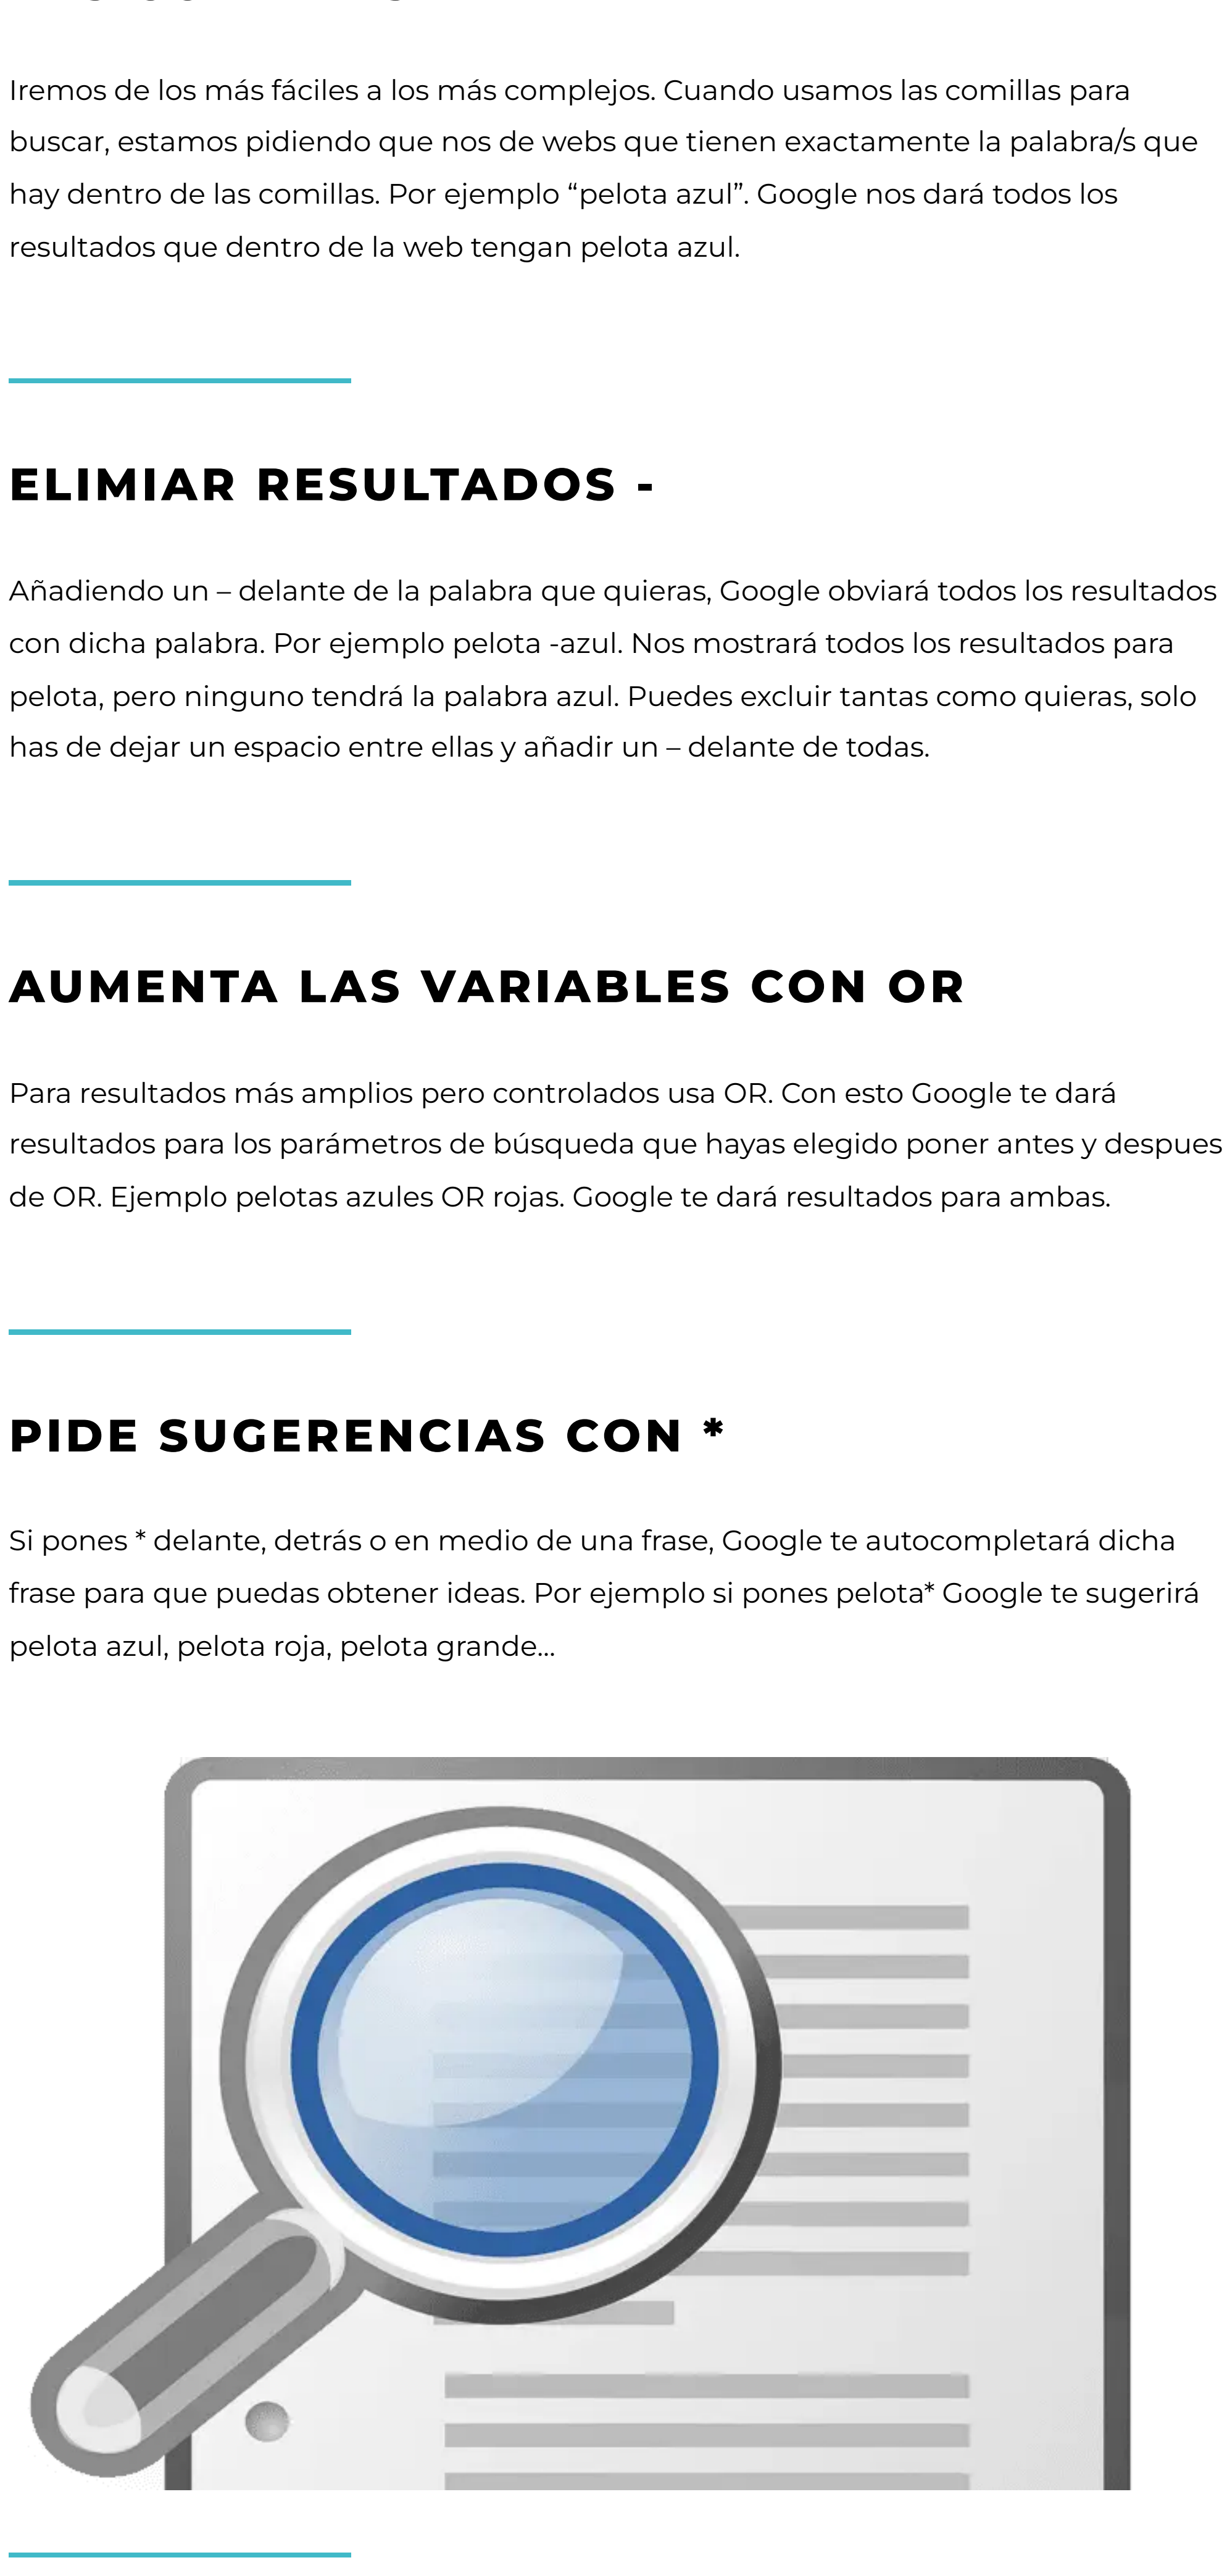 Iremos de los más fáciles a los más complejos. Cuando usamos las comillas para
buscar, estamos pidiendo que nos de webs que tienen exactamente la palabra/s que
hay dentro de las comillas. Por ejemplo “pelota azul”. Google nos dará todos los
resultados que dentro de la web tengan pelota azul.
ELIMIAR RESULTADOS -
Añadiendo un – delante de la palabra que quieras, Google obviará todos los resultados
con dicha palabra. Por ejemplo pelota -azul. Nos mostrará todos los resultados para
pelota, pero ninguno tendrá la palabra azul. Puedes excluir tantas como quieras, solo
has de dejar un espacio entre ellas y añadir un – delante de todas.
AUMENTA LAS VARIABLES CON OR
Para resultados más amplios pero controlados usa OR. Con esto Google te dará
resultados para los parámetros de búsqueda que hayas elegido poner antes y despues
de OR. Ejemplo pelotas azules OR rojas. Google te dará resultados para ambas.
PIDE SUGERENCIAS CON *
Si pones * delante, detrás o en medio de una frase, Google te autocompletará dicha
frase para que puedas obtener ideas. Por ejemplo si pones pelota* Google te sugerirá
pelota azul, pelota roja, pelota grande…